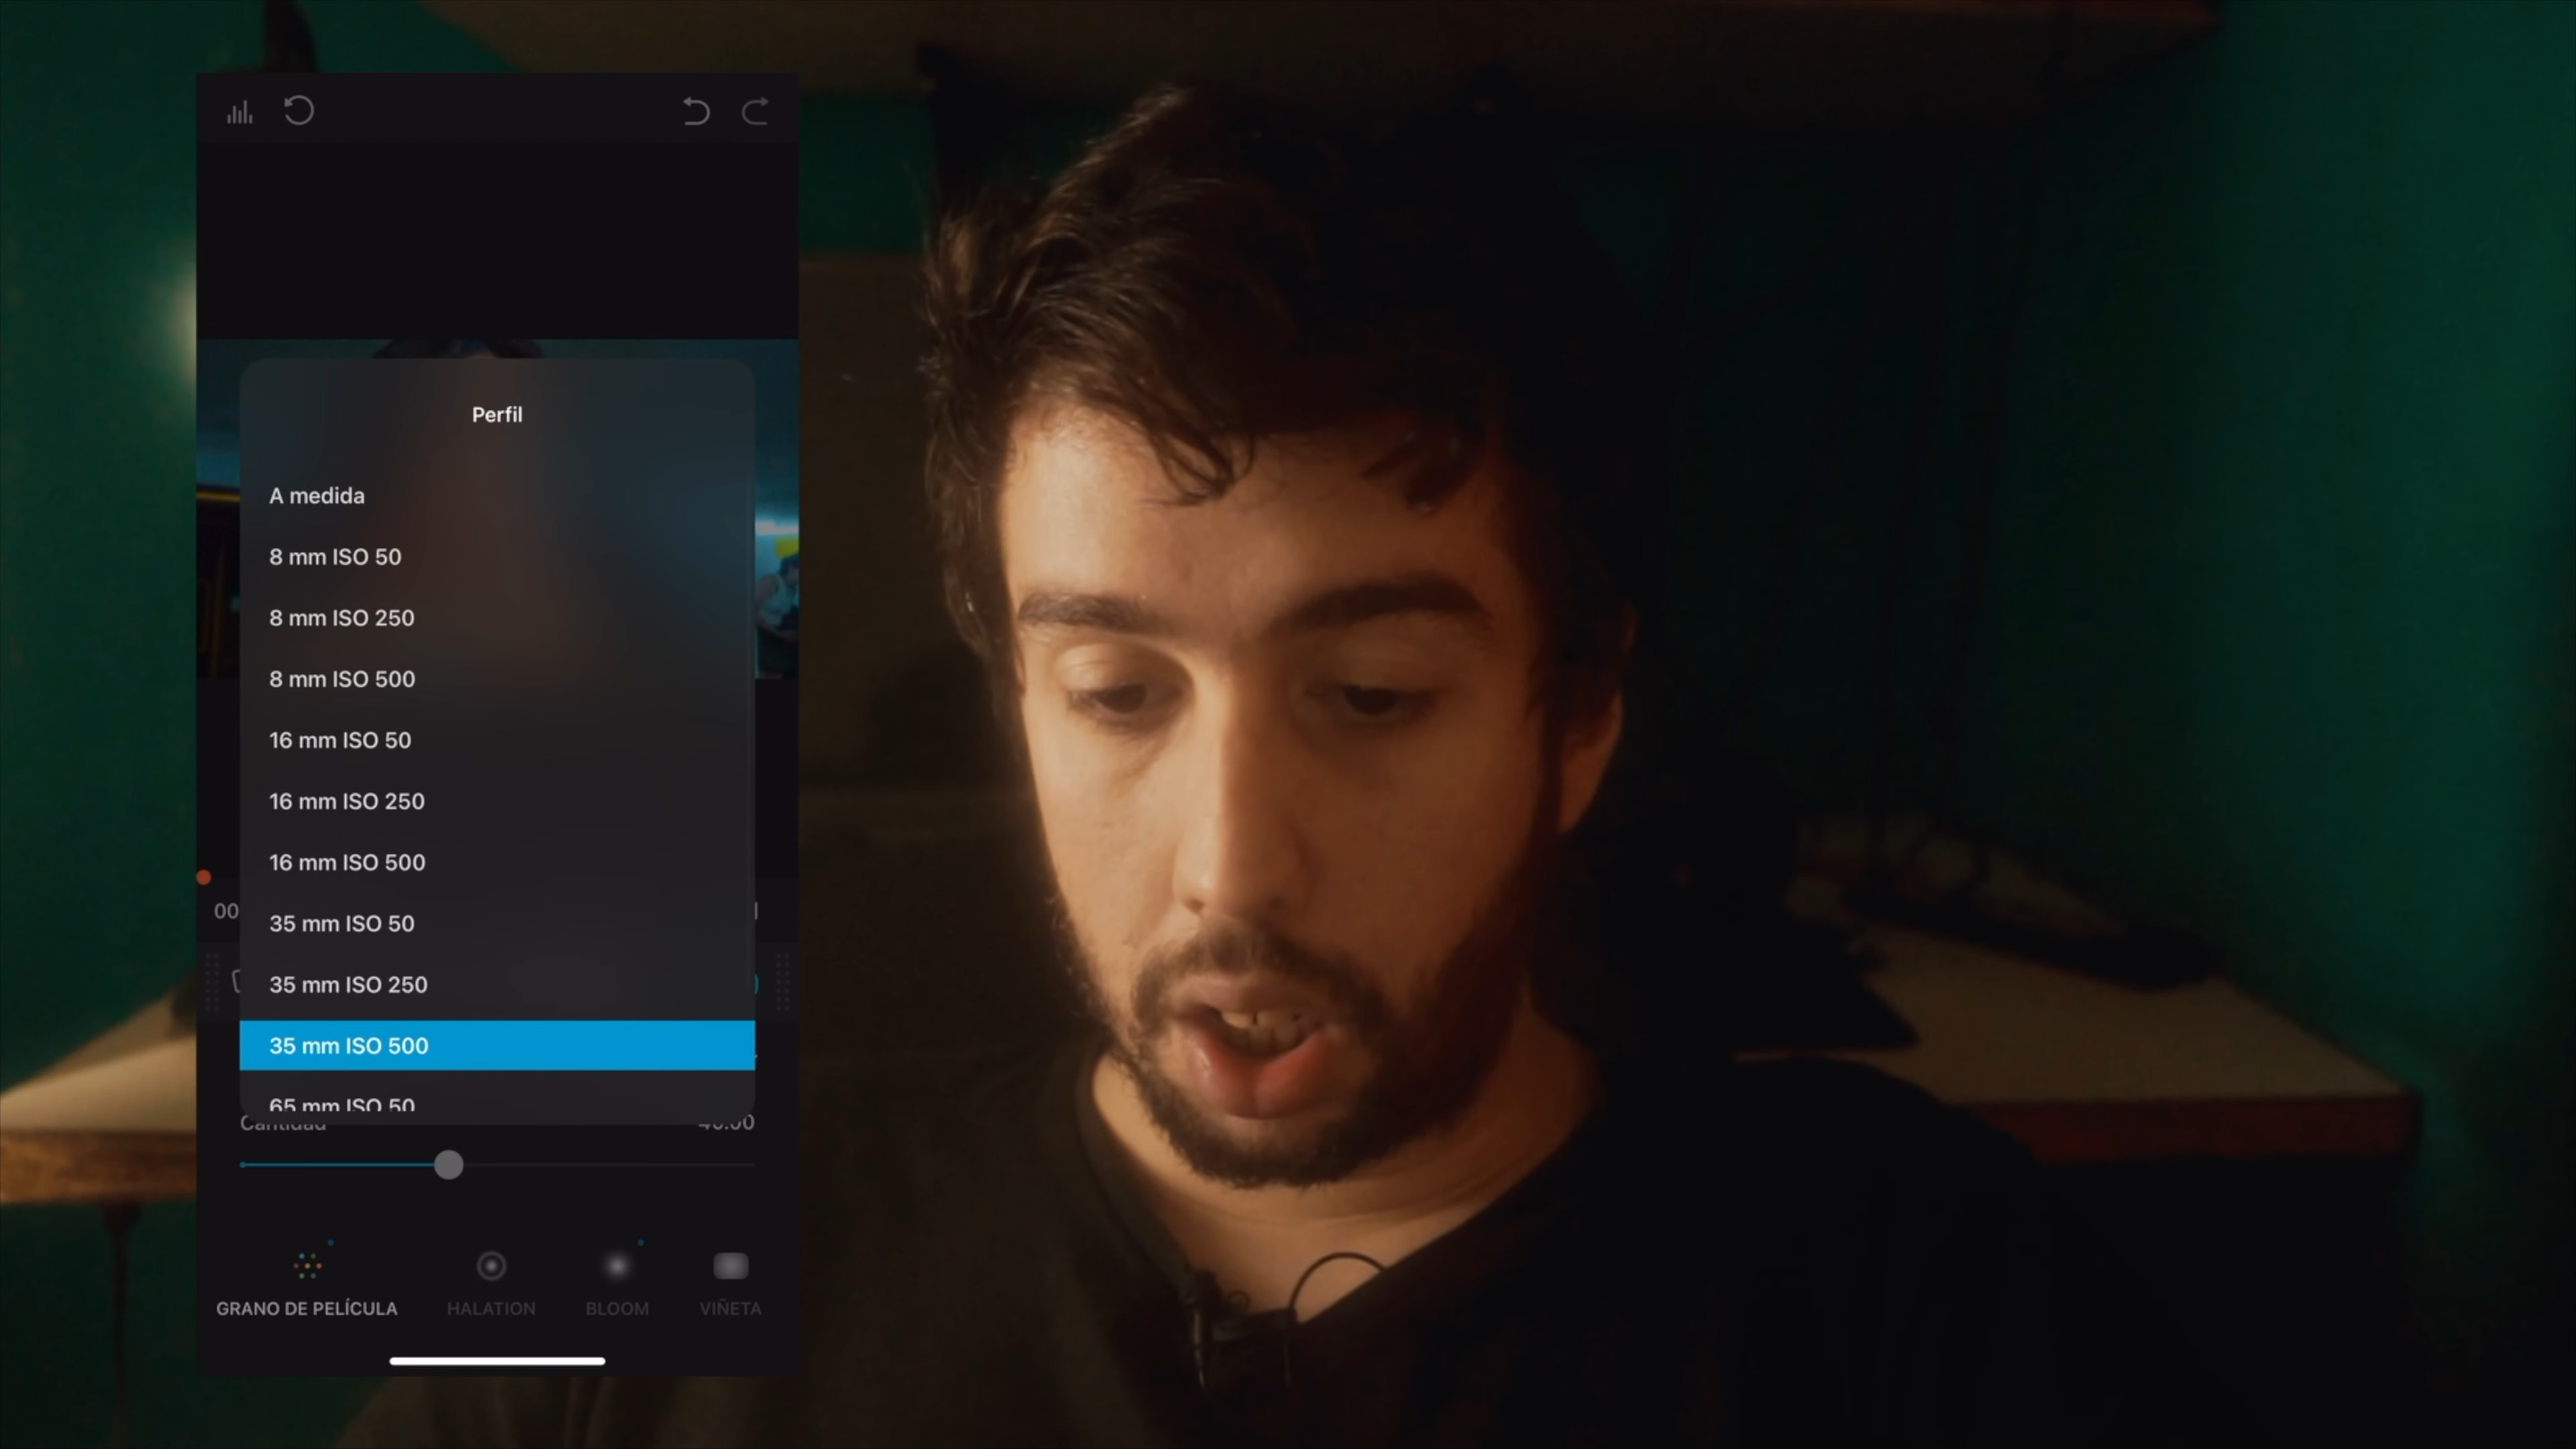 Perfil
A medida
8 mm ISO 50
8 mm ISO 250
8 mm ISO 500
16 mm ISO 50
16 mm ISO 250
16 mm ISO 500
00
35 mm ISO 50
35 mm ISO 250
35 mm ISO 500
65 mm ISO 50
Cantidad
GRANO DE PELÍCULA HALATION BLOOM VIÑETA